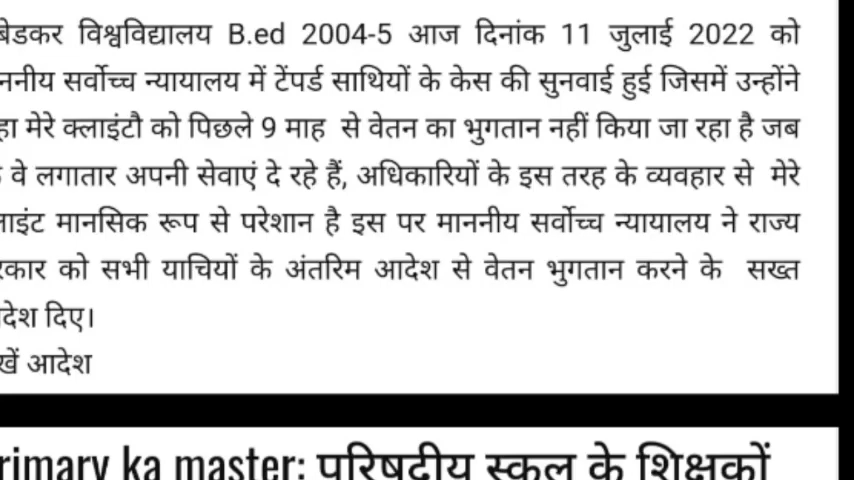 बेडकर विश्वविद्यालय B.ed 2004-5 आज दिनांक 11 जुलाई 2022 को
ननीय सर्वोच्च न्यायालय में टेंपर्ड साथियों के केस की सुनवाई हुई जिसमें उन्होंने
हा मेरे क्लाइंटौ को पिछले 9 माह से वेतन का भुगतान नहीं किया जा रहा है जब
वे लगातार अपनी सेवाएं दे रहे हैं, अधिकारियों के इस तरह के व्यवहार से मेरे
लाइंट मानसिक रूप से परेशान है इस पर माननीय सर्वोच्च न्यायालय ने राज्य
रकार को सभी याचियों के अंतरिम आदेश से वेतन भुगतान करने के सख्त
देश दिए।
खें आदेश
rimary ka master: परिषदीय स्कूल के शिक्षकों